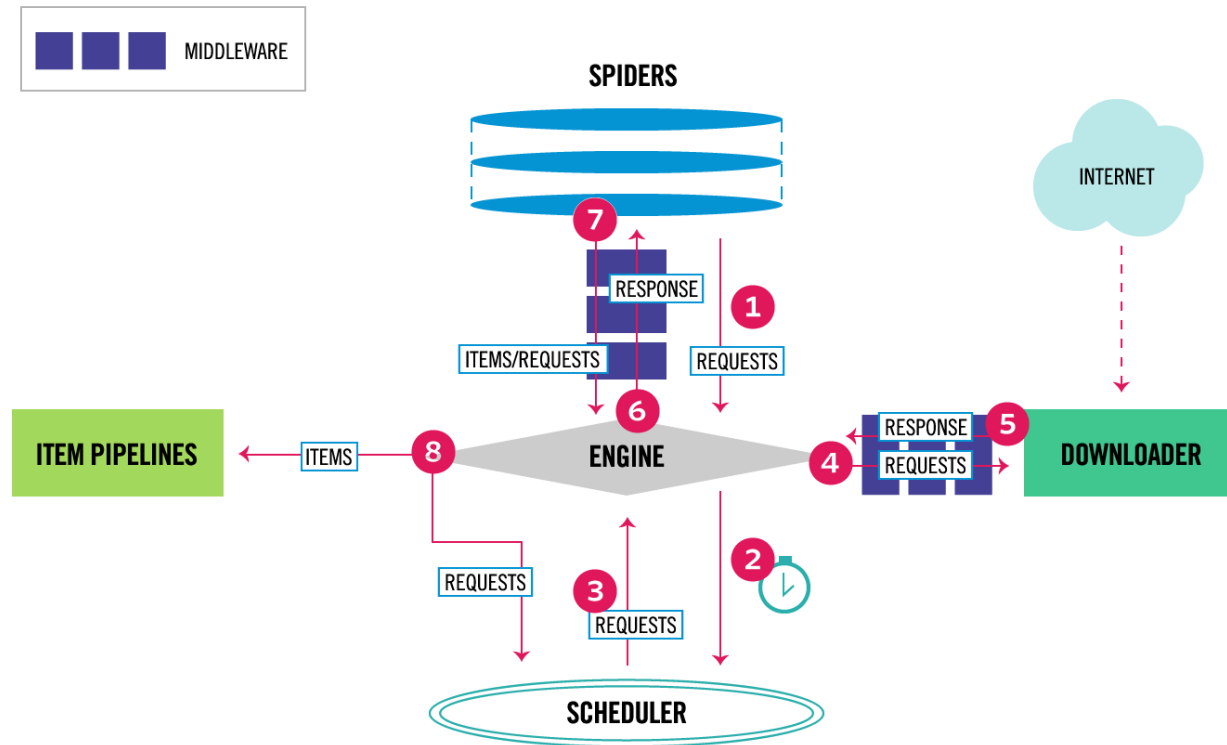 MIDDLEWARE
SPIDERS
INTERNET
7
RESPONSE
1
ITEMS/REQUESTS
REQUESTS
6
ITEM PIPELINES
ITEMS
8
ENGINE
4
RESPONSE
5
REQUESTS
DOWNLOADER
2
REQUESTS
3
REQUESTS
SCHEDULER